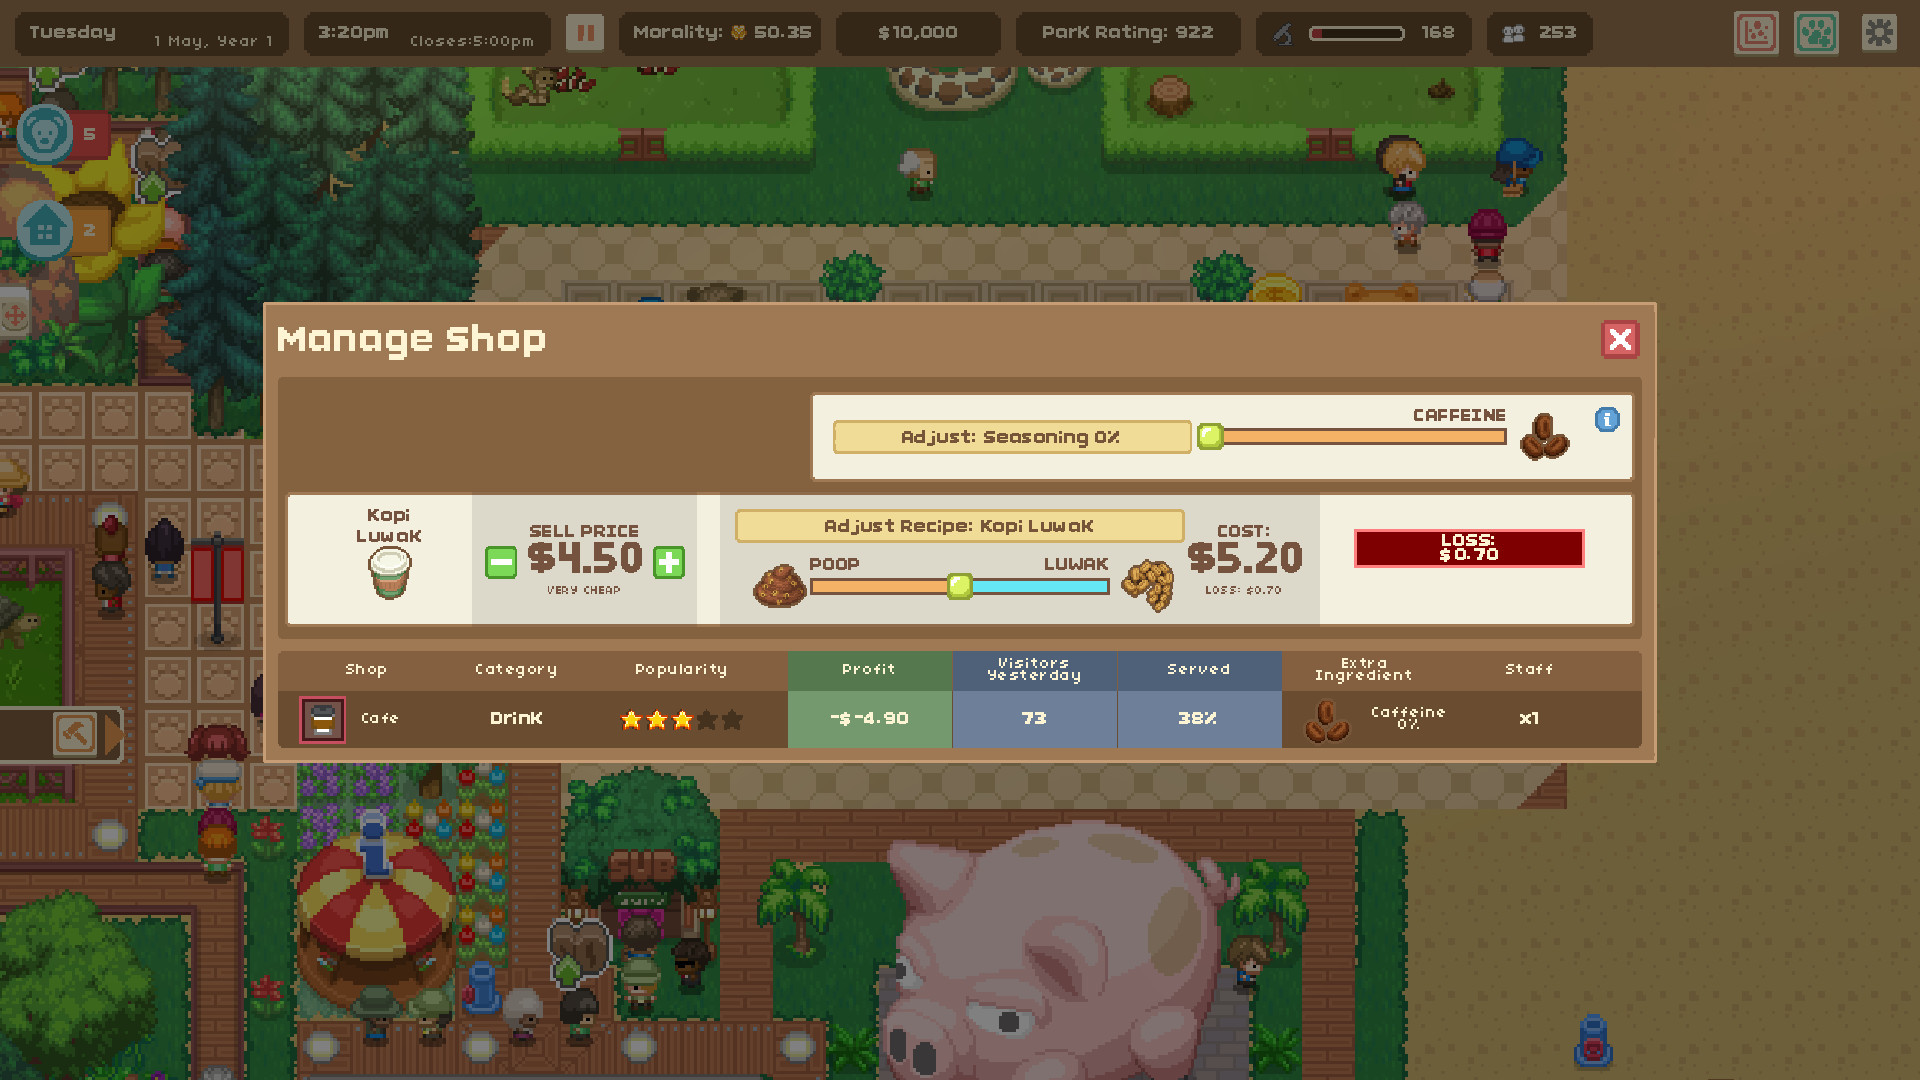 Tuesday
1 May, Year 1
3:20pm
Closes:5:00pm
Morality: 50.35
$10,000
Park Rating: 922
168
253
5
2
Manage Shop
CAFFEINE
Adjust: Seasoning 0%
Kopi
Luwak
SELL PRICE
$4.50
VERY CHEAP
Adjust Recipe: Kopi Luwak
POOP
LUWAK
COST:
$5.20
LOSS: $0.70
LOSS:
$0.70
Shop
Category
Popularity
Profit
Visitors
Yesterday
Served
Extra
Ingredient
Staff
Cafe
Drink
-$-4.90
73
38%
Caffeine
0%
x1
SUB